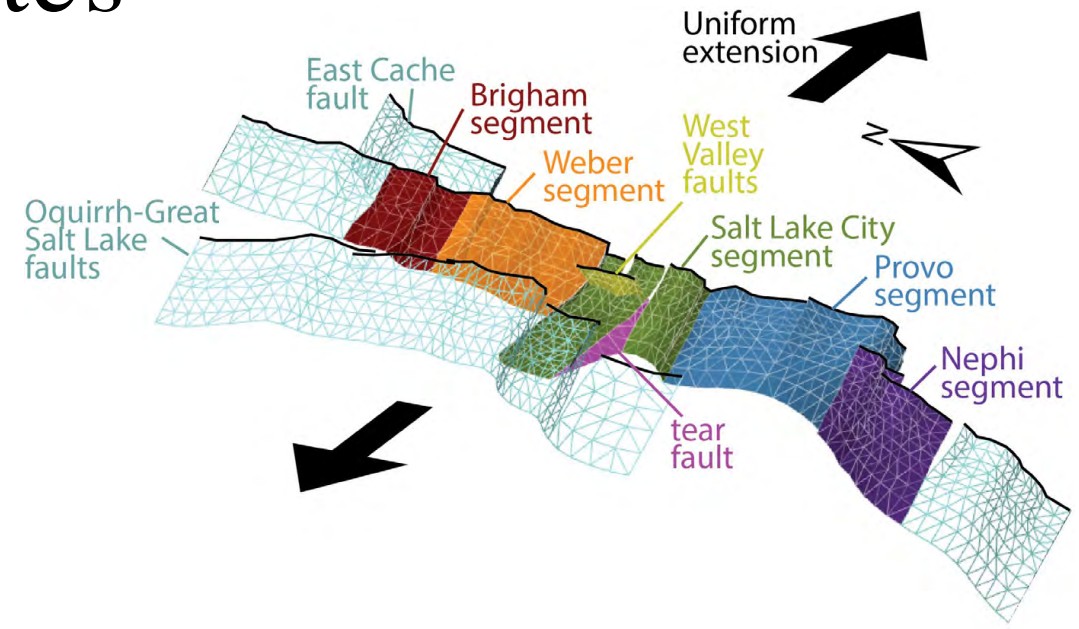 Uniform
extension
East Cache
fault
Brigham
segment
West
Valley
faults
N
Weber
segment
Oquirrh-Great
Salt Lake
faults
Salt Lake City
segment
Provo
segment
Nephi
segment
tear
fault